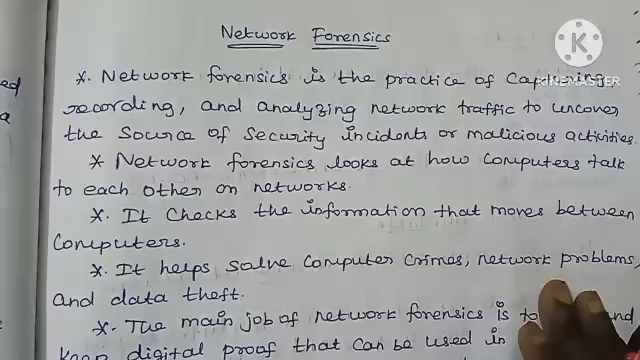 Network Forensics
*. Network forensics is the practice of capturing
recording, and analyzing network traffic to uncover
the source of security incidents or malicious activities.
* Network forensics looks at how computers talk
to each other on networks.
*. It checks the information that moves between
computers.
*. It helps solve computer crimes, network problems,
and data theft.
*. The main job of network forensics is to
keep digital proof that can be used in
KINEMASTER